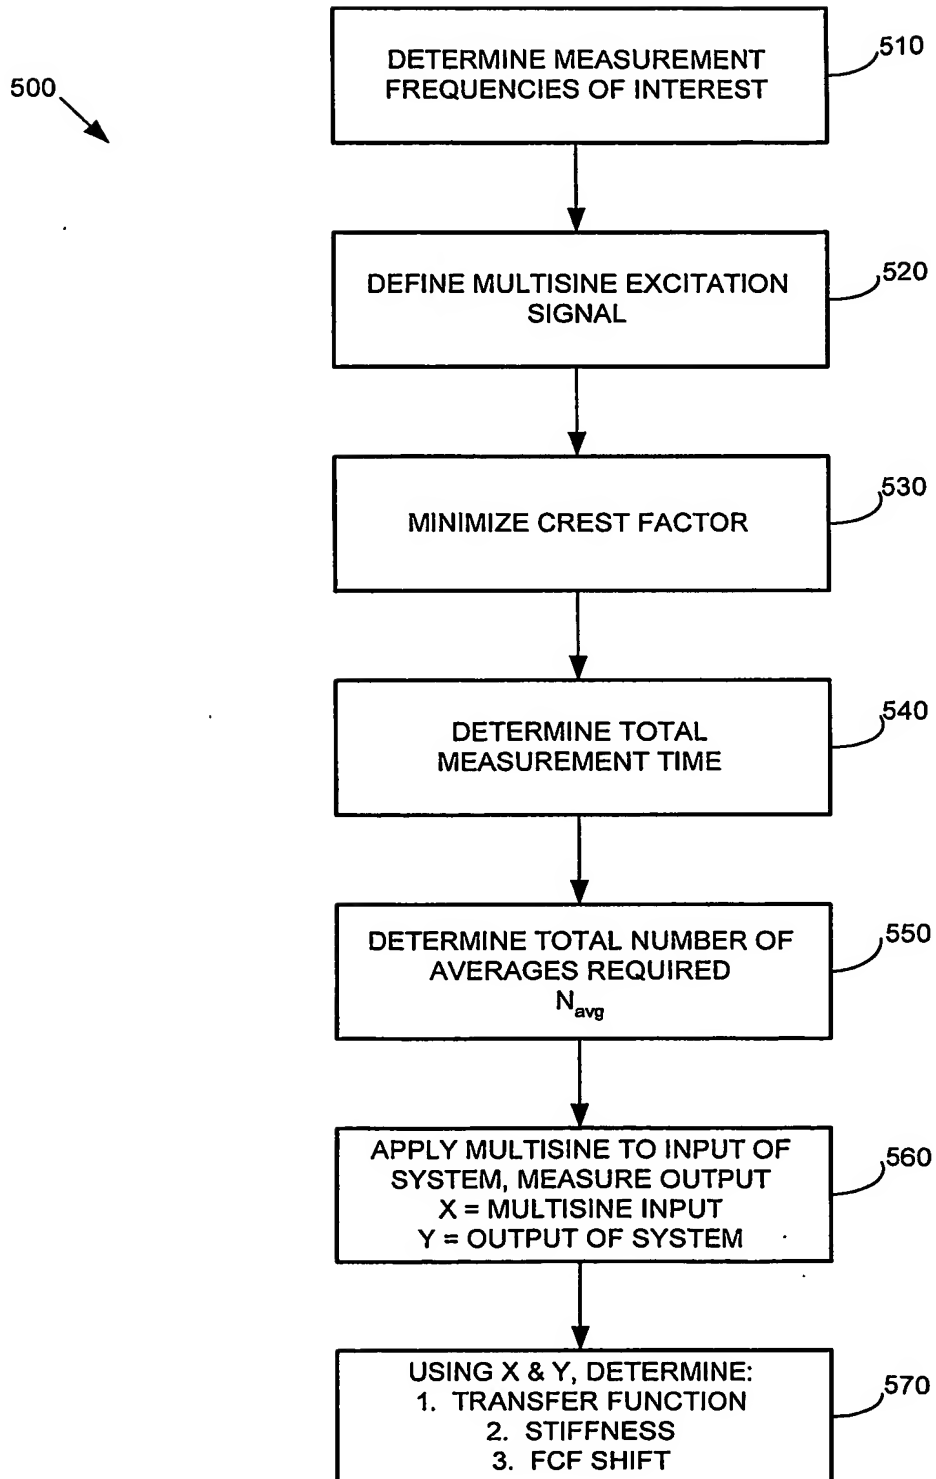 500
DETERMINE MEASUREMENT
FREQUENCIES OF INTEREST
510
DEFINE MULTISINE EXCITATION
SIGNAL
520
MINIMIZE CREST FACTOR
530
DETERMINE TOTAL
MEASUREMENT TIME
540
DETERMINE TOTAL NUMBER OF
AVERAGES REQUIRED
Navg
550
APPLY MULTISINE TO INPUT OF
SYSTEM, MEASURE OUTPUT
X = MULTISINE INPUT
Y = OUTPUT OF SYSTEM
560
USING X & Y, DETERMINE:
1. TRANSFER FUNCTION
2. STIFFNESS
3. FCF SHIFT
570